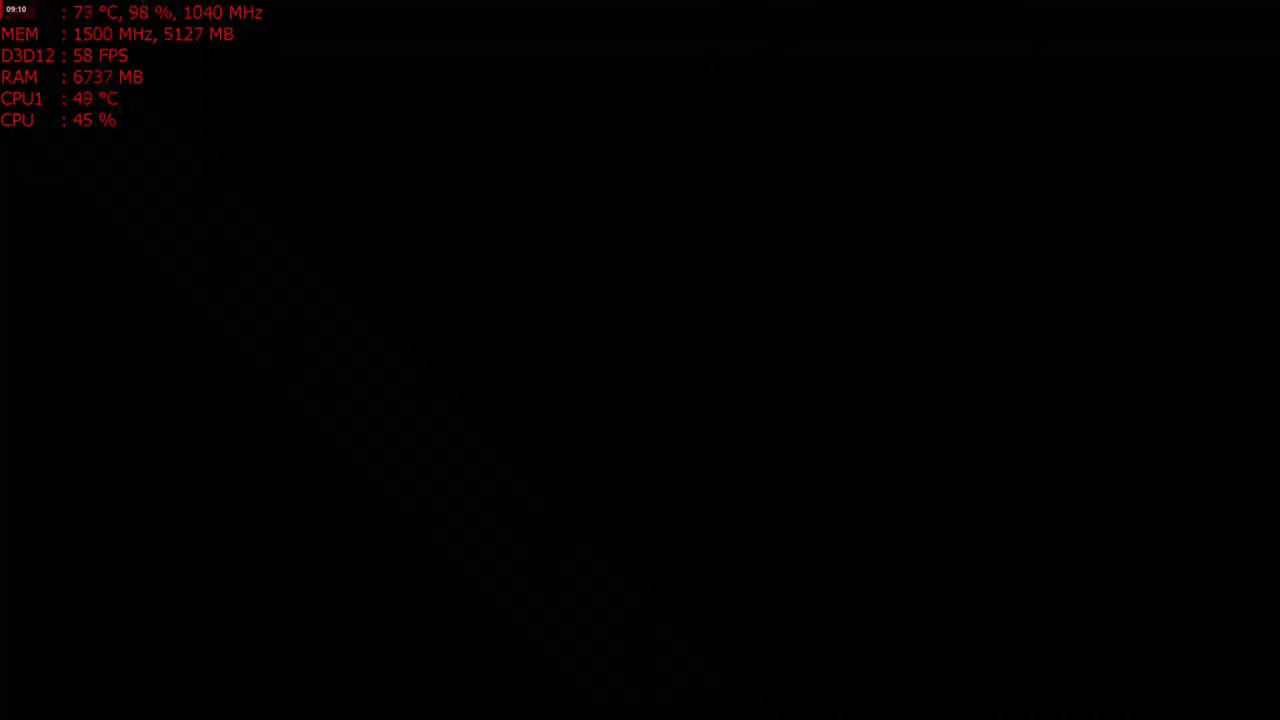 09:10
: 73 °C, 98 %, 1040 MHz
MEM : 1500 MHz, 5127 MB
D3D12 : 58 FPS
RAM : 6737 MB
CPU1 : 49 °C
CPU : 45 %